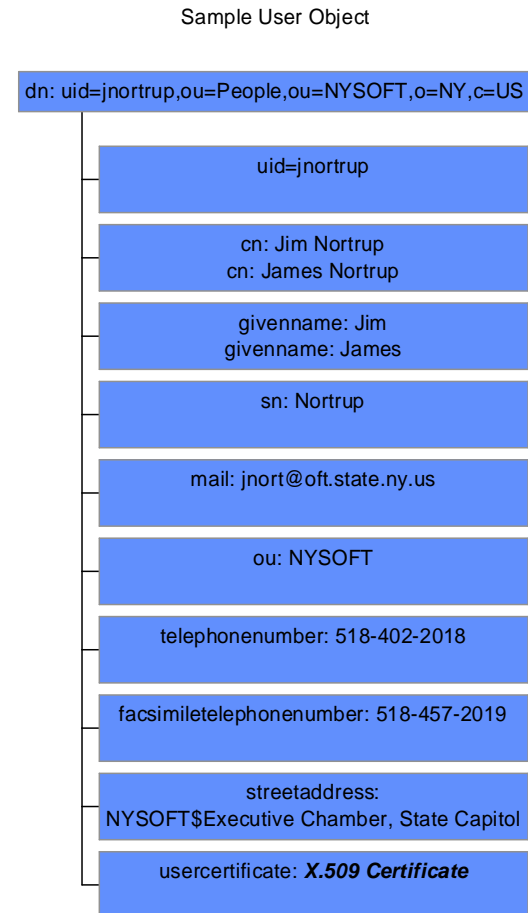 Sample User Object
dn: uid=jnortrup,ou=People,ou=NYSOFT,o=NY,c=US
uid=jnortrup
cn: Jim Nortrup
cn: James Nortrup
givenname: Jim
givenname: James
sn: Nortrup
mail: jnort@oft.state.ny.us
ou: NYSOFT
telephonenumber: 518-402-2018
facsimiletelephonenumber: 518-457-2019
streetaddress:
NYSOFT$Executive Chamber, State Capitol
usercertificate: X.509 Certificate